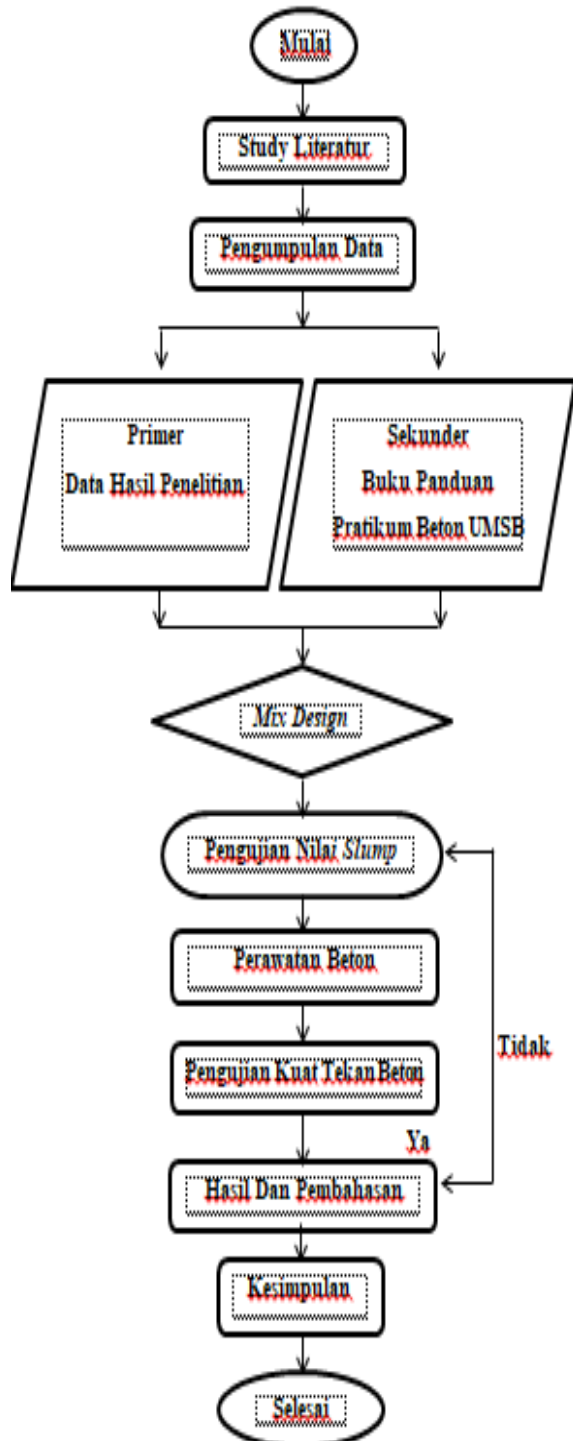 Mulai
Study Literatur
Pengumpulan Data
Primer
Data Hasil Penelitian
Sekunder
Buku Panduan
Pratikum Beton UMSB
Mix Design
Pengujian Nilai Slump
Perawatan Beton
Pengujian Kuat Tekan Beton
Tidak
Ya
Hasil Dan Pembahasan
Kesimpulan
Selesai